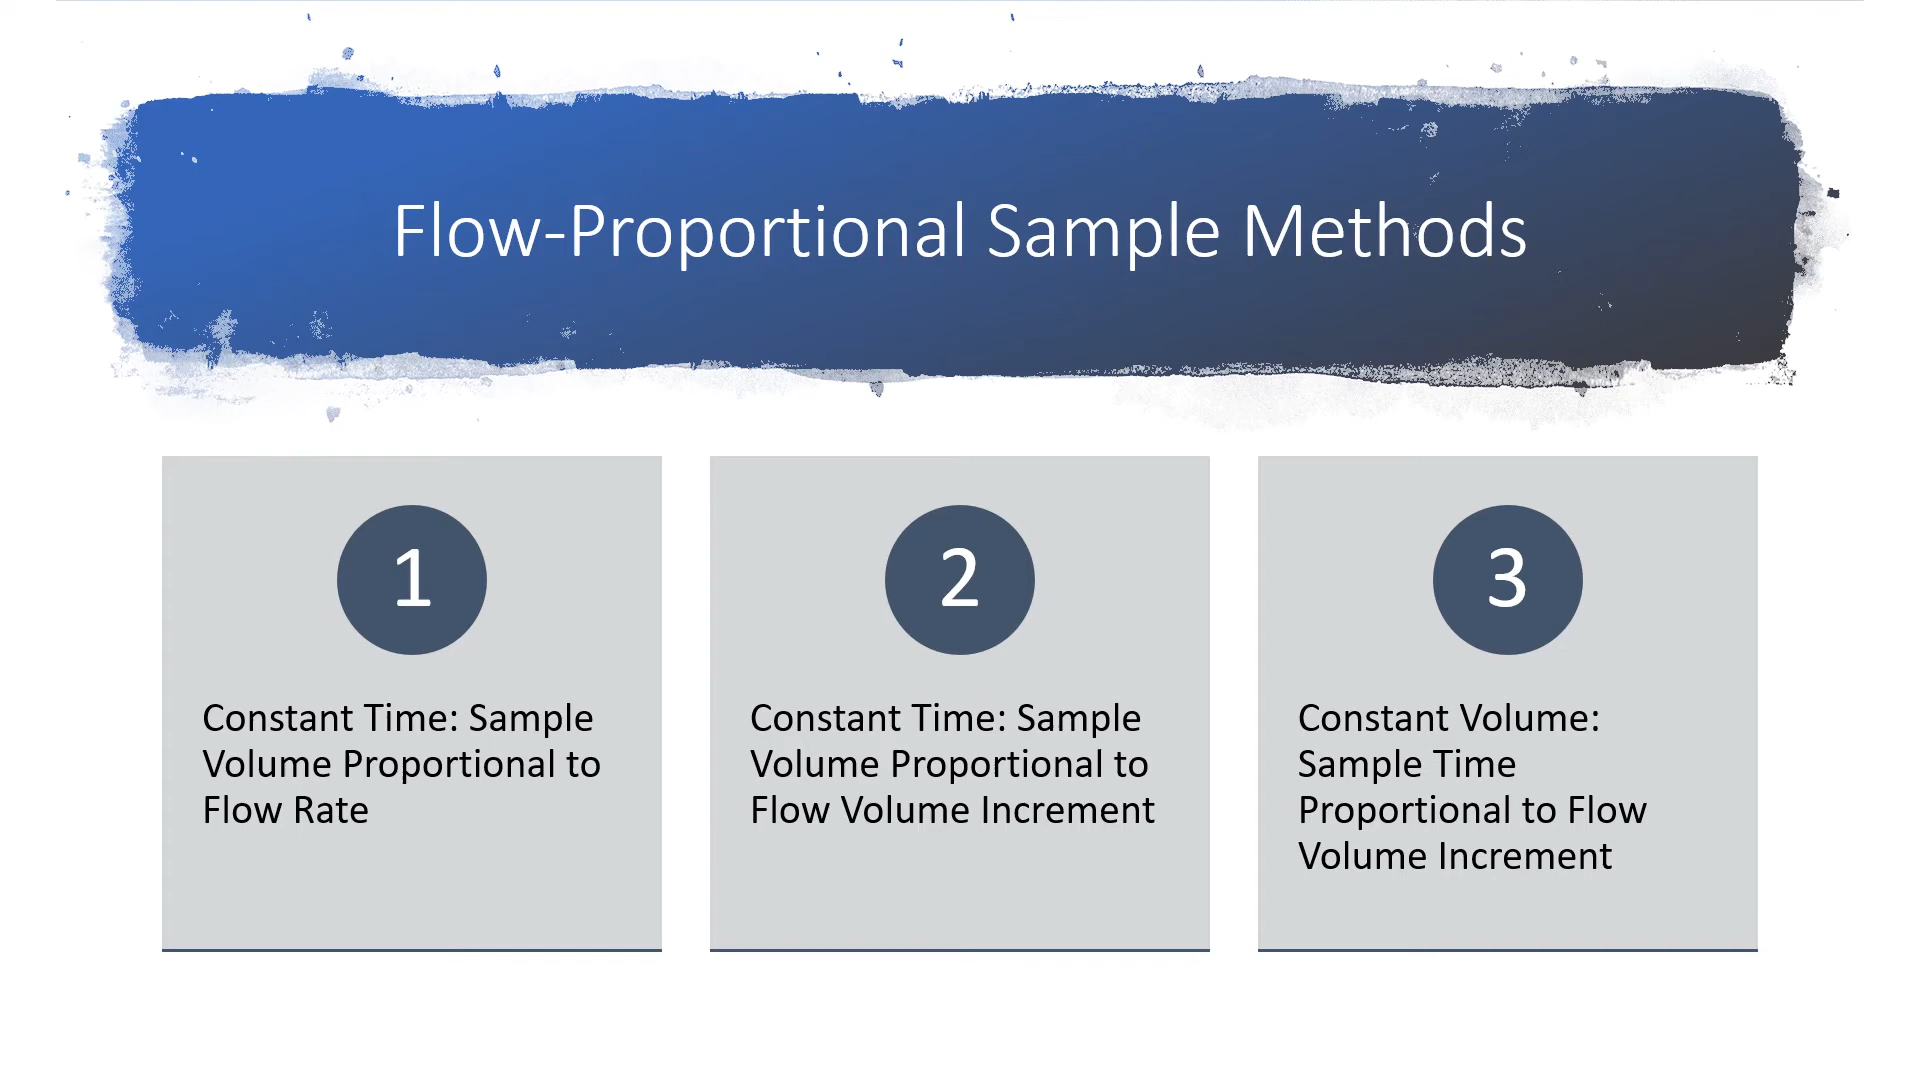 Flow-Proportional Sample Methods
1
Constant Time: Sample
Volume Proportional to
Flow Rate
2
Constant Time: Sample
Volume Proportional to
Flow Volume Increment
3
Constant Volume:
Sample Time
Proportional to Flow
Volume Increment